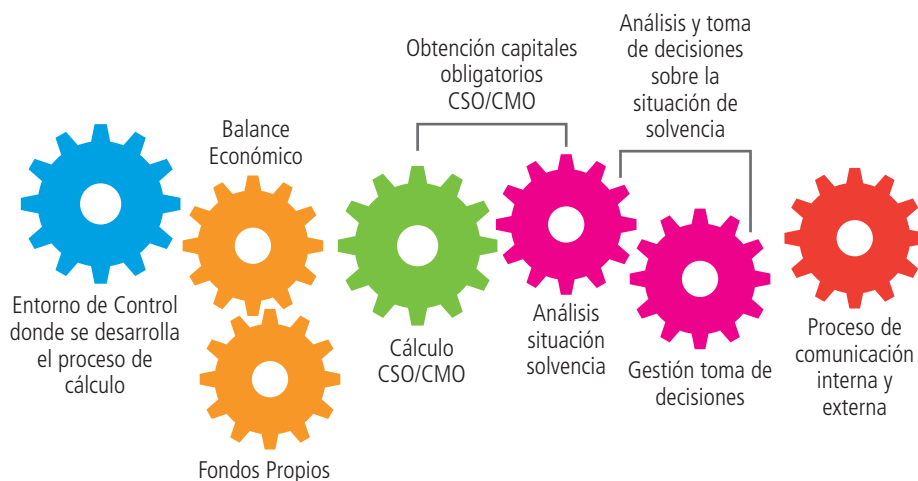 Obtención capitales
obligatorios
CSO/CMO
Análisis y toma
de decisiones
sobre la
situación de
solvencia
Balance
Económico
Entorno de Control
donde se desarrolla
el proceso de
cálculo
Fondos Propios
Cálculo
CSO/CMO
Análisis
situación
solvencia
Gestión toma de
decisiones
Proceso de
comunicación
interna y
externa